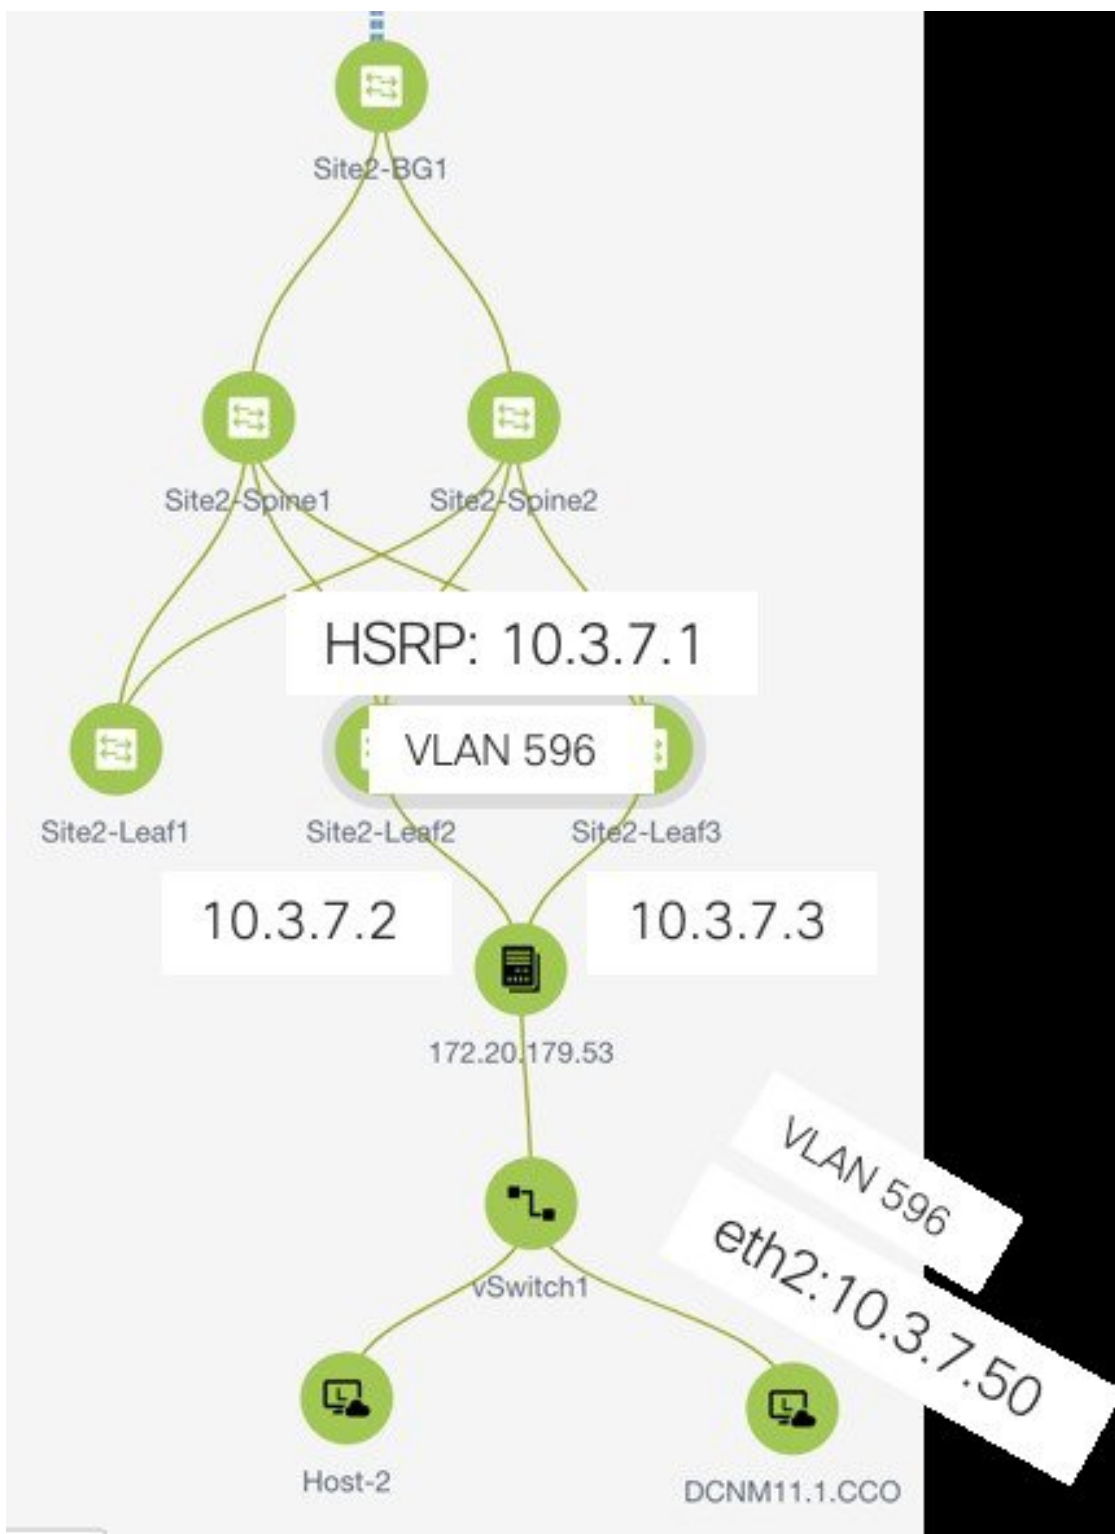 Site2-BG1
Site2-Spine1
Site2-Spine2
HSRP: 10.3.7.1
VLAN 596
Site2-Leaf1
Site2-Leaf2
Site2-Leaf3
10.3.7.2
10.3.7.3
172.20.179.53
VLAN 596
eth2:10.3.7.50
vSwitch1
Host-2
DCNM11.1.CCO